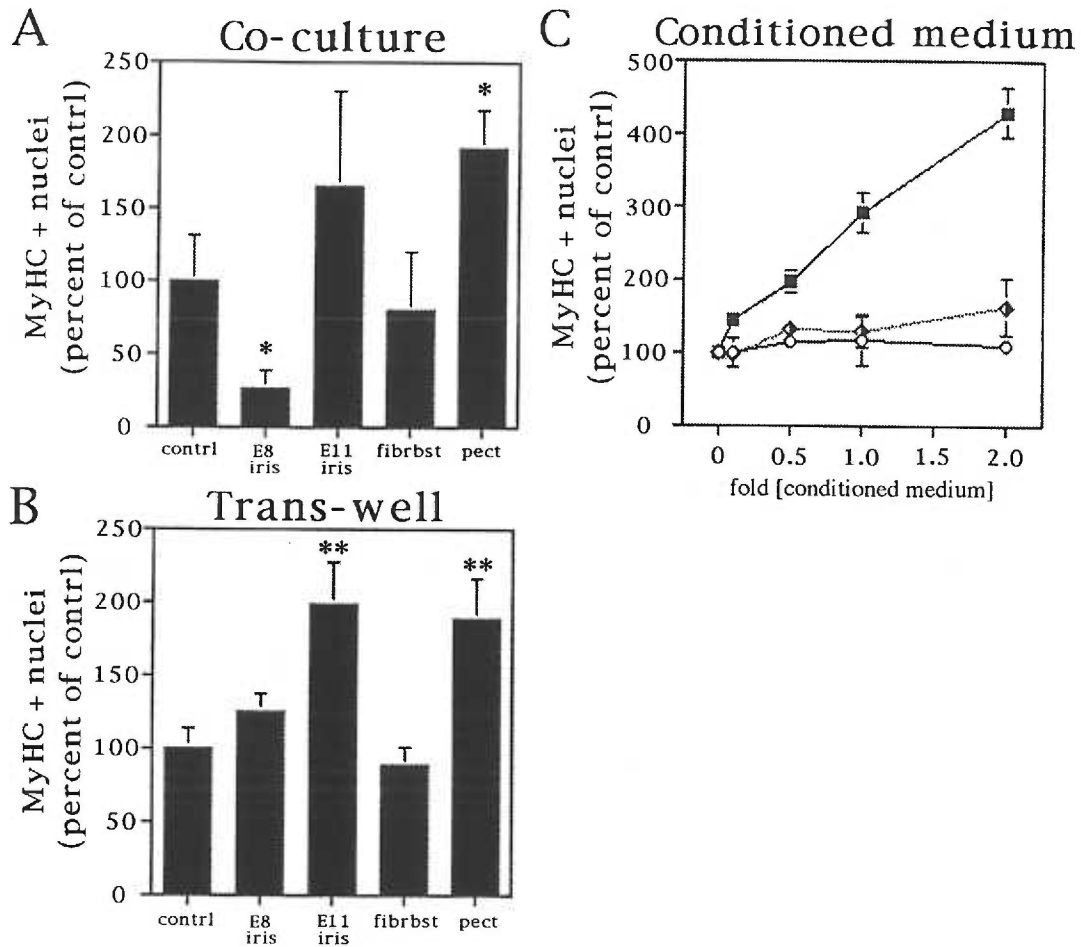 A
Co-culture
MyHC + nuclei
(percent of contrl)
250
200
150
100
50
0
*
*
contrl
E8
iris
E11
iris
fibrbst
pect
B
Trans-well
MyHC + nuclei
(percent of contrl)
250
200
150
100
50
0
**
**
contrl
E8
iris
E11
iris
fibrbst
pect
C
Conditioned medium
MyHC + nuclei
(percent of control)
500
400
300
200
100
0
0
0.5
1.0
1.5
2.0
fold [conditioned medium]